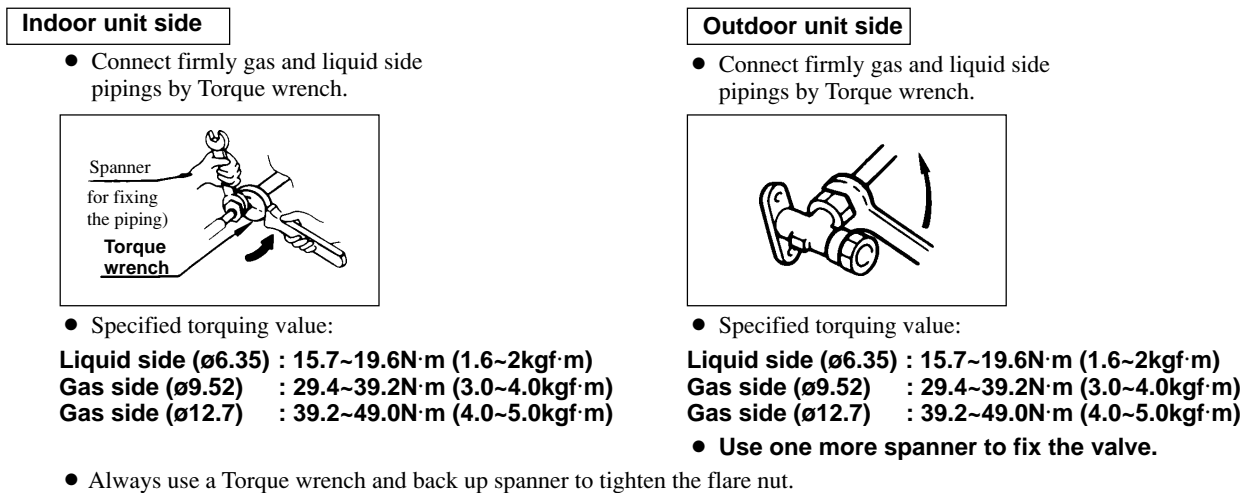 Indoor unit side
● Connect firmly gas and liquid side
pipings by Torque wrench.
Spanner
for fixing
the piping)
Torque
wrench
● Specified torquing value:
Liquid side (ø6.35) : 15.7~19.6N·m (1.6~2kgf·m)
Gas side (ø9.52) : 29.4~39.2N·m (3.0~4.0kgf·m)
Gas side (ø12.7) : 39.2~49.0N·m (4.0~5.0kgf·m)
Outdoor unit side
● Connect firmly gas and liquid side
pipings by Torque wrench.
● Specified torquing value:
Liquid side (ø6.35) : 15.7~19.6N·m (1.6~2kgf·m)
Gas side (ø9.52) : 29.4~39.2N·m (3.0~4.0kgf·m)
Gas side (ø12.7) : 39.2~49.0N·m (4.0~5.0kgf·m)
● Use one more spanner to fix the valve.
● Always use a Torque wrench and back up spanner to tighten the flare nut.